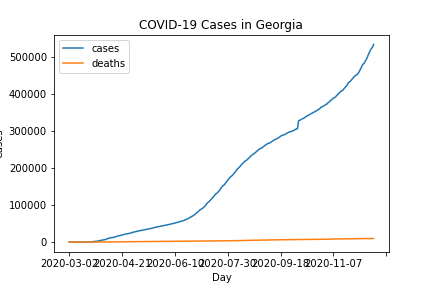 COVID-19 Cases in Georgia
cases
deaths
500000
400000
300000
200000
100000
0
cases
2020-03-02 2020-04-21 2020-06-10 2020-07-30 2020-09-18 2020-11-07
Day